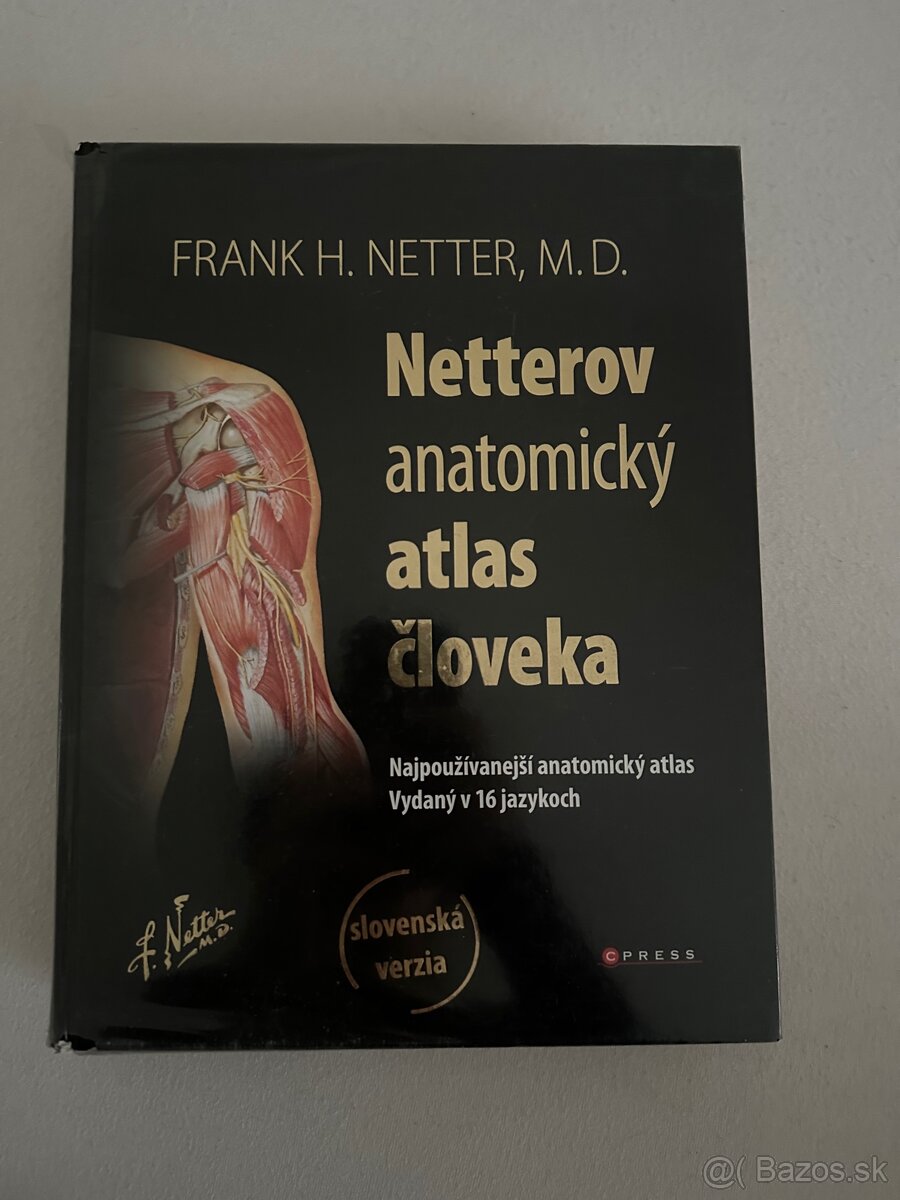 FRANK H. NETTER, M.D.
Netterov
anatomický
atlas
človeka
Najpoužívanejší anatomický atlas
Vydaný v 16 jazykoch
F. Netter
M.D.
slovenská
verzia
CPRESS
@( Bazos.sk